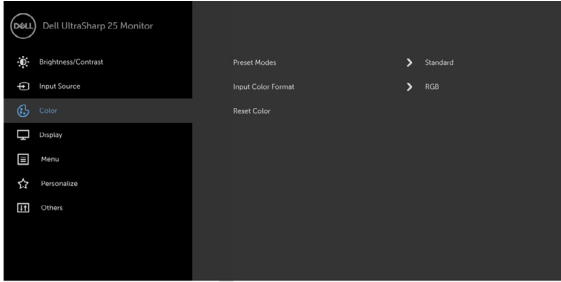 DELL Dell UltraSharp 25 Monitor
Brightness/Contrast
Input Source
Color
Display
Menu
Personalize
Others
Preset Modes Standard
Input Color Format RGB
Reset Color